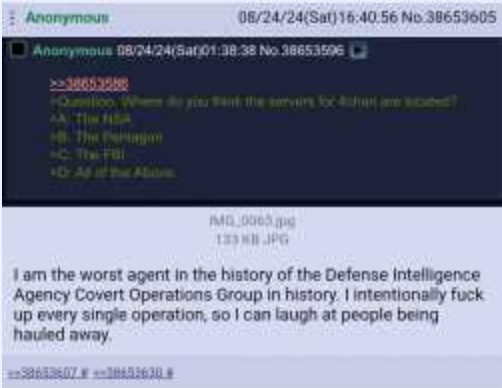 Anonymous 08/24/24(Sat)16:40:56 No.38653605
Anonymous 08/24/24(Sat)01:38:38 No.38653596
>>38653586
>Question. Where do you think the servers for 4chan are located?
>A: The NSA
>B: The Pentagon
>C: The FBI
>D: All of the Above
IMG_0063.jpg
133 KB JPG
I am the worst agent in the history of the Defense Intelligence
Agency Covert Operations Group in history. I intentionally fuck
up every single operation, so I can laugh at people being
hauled away.
>>38653607 # >>38653630 #